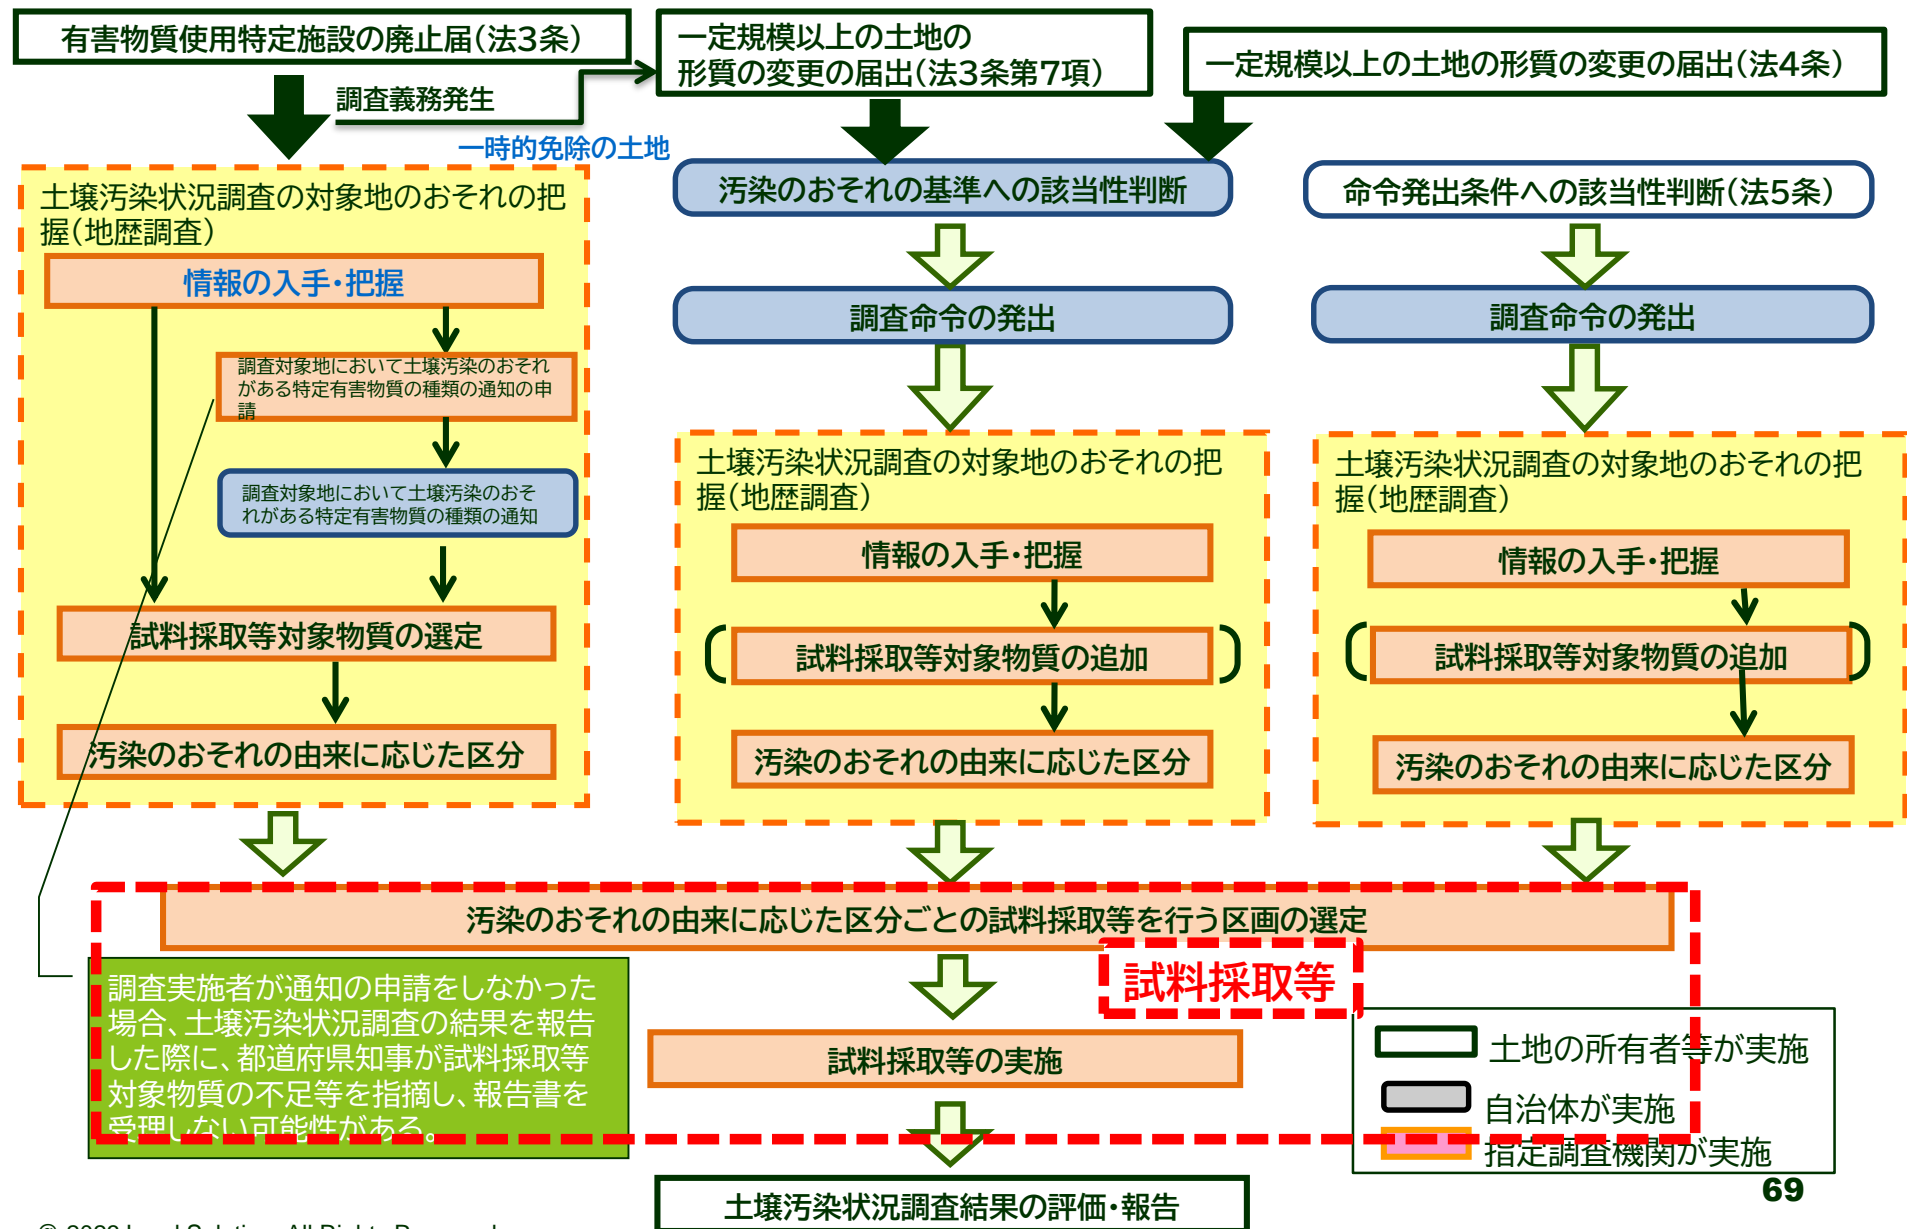 有害物質使用特定施設の廃止届(法3条)
一定規模以上の土地の
形質の変更の届出(法3条第7項)
一定規模以上の土地の形質の変更の届出(法4条)
調査義務発生
一時的免除の土地
土壌汚染状況調査の対象地のおそれの把
握(地歴調査)
情報の入手・把握
調査対象地において土壌汚染のおそれ
がある特定有害物質の種類の通知の申
請
調査対象地において土壌汚染のおそ
れがある特定有害物質の種類の通知
試料採取等対象物質の選定
汚染のおそれの由来に応じた区分
汚染のおそれの基準への該当性判断
調査命令の発出
土壌汚染状況調査の対象地のおそれの把
握(地歴調査)
情報の入手・把握
試料採取等対象物質の追加
汚染のおそれの由来に応じた区分
命令発出条件への該当性判断(法5条)
調査命令の発出
土壌汚染状況調査の対象地のおそれの把
握(地歴調査)
情報の入手・把握
試料採取等対象物質の追加
汚染のおそれの由来に応じた区分
汚染のおそれの由来に応じた区分ごとの試料採取等を行う区画の選定
試料採取等
調査実施者が通知の申請をしなかった
場合、土壌汚染状況調査の結果を報告
した際に、都道府県知事が試料採取等
対象物質の不足等を指摘し、報告書を
受理しない可能性がある。
試料採取等の実施
土地の所有者等が実施
自治体が実施
指定調査機関が実施
土壌汚染状況調査結果の評価・報告
69